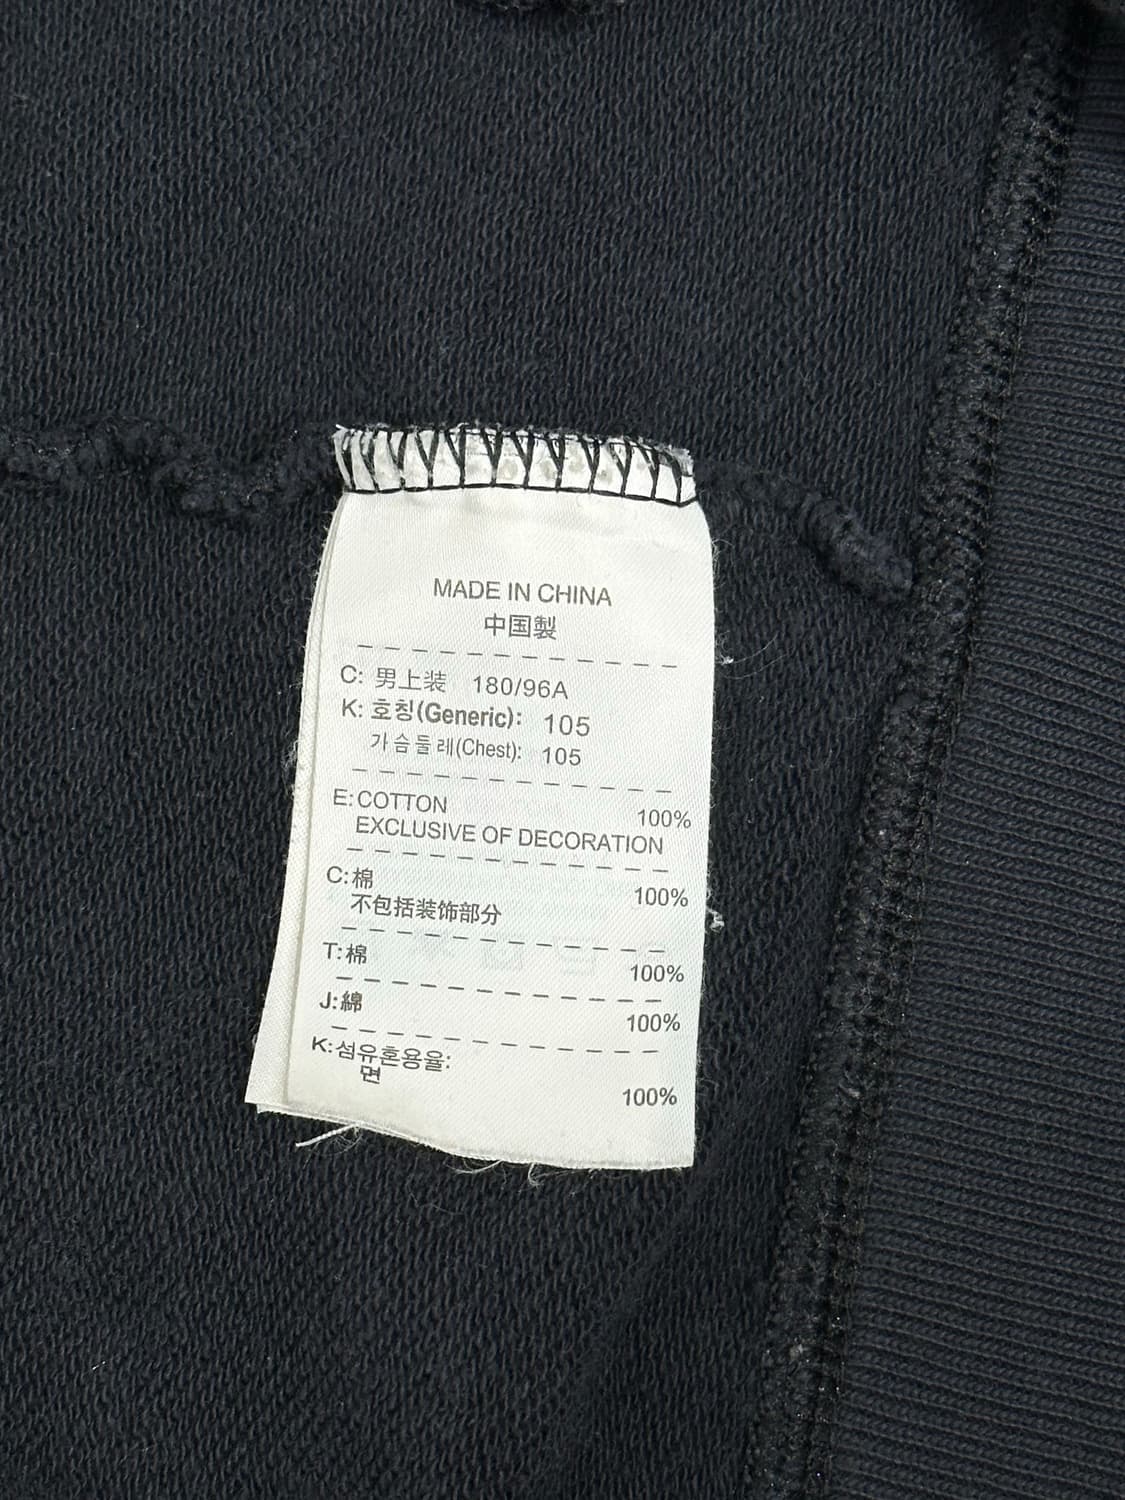 MADE IN CHINA
中国製
C: 男上装 180/96A
K: 호칭(Generic): 105
가슴둘레(Chest): 105
E: COTTON 100%
EXCLUSIVE OF DECORATION
C: 棉 100%
不包括装饰部分
T: 棉 100%
J: 綿 100%
K: 섬유혼용율:
면 100%